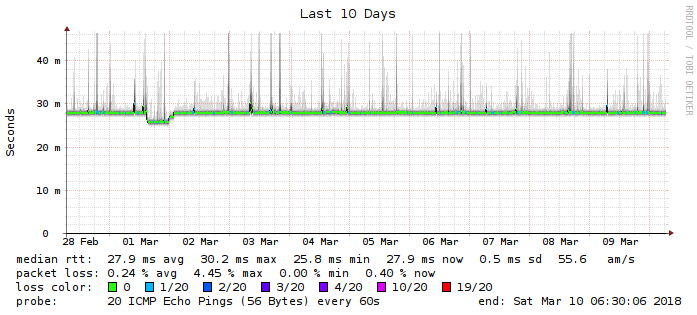 Last 10 Days
RRDTOOL / TOBI OETIKER
Seconds
40 m
30 m
20 m
10 m
0
28 Feb 01 Mar 02 Mar 03 Mar 04 Mar 05 Mar 06 Mar 07 Mar 08 Mar 09 Mar
median rtt: 27.9 ms avg 30.2 ms max 25.8 ms min 27.9 ms now 0.5 ms sd 55.6 am/s
packet loss: 0.24 % avg 4.45 % max 0.00 % min 0.40 % now
loss color: 0 1/20 2/20 3/20 4/20 10/20 19/20
probe: 20 ICMP Echo Pings (56 Bytes) every 60s end: Sat Mar 10 06:30:06 2018